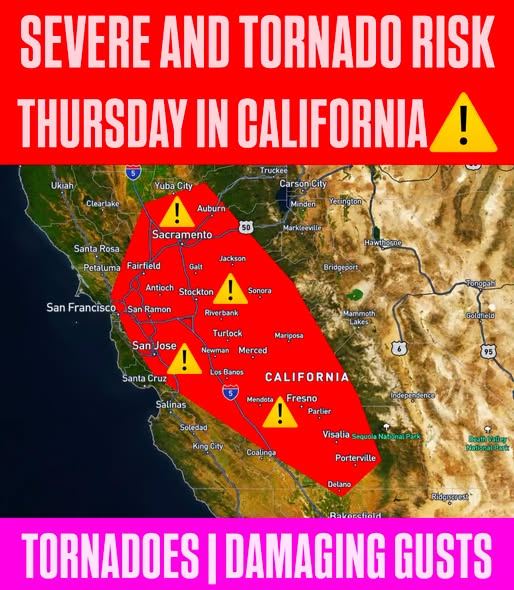 SEVERE AND TORNADO RISK
THURSDAY IN CALIFORNIA
Truckee
Ukiah
5
Yuba City
Carson City
Clearlake
Auburn
Minden
Yerington
50
Sacramento
Markleeville
Hawthorne
Santa Rosa
Jackson
Petaluma
Fairfield
Galt
Bridgeport
Tonopah
Antioch
Stockton
Sonora
San Francisco
San Ramon
Riverbank
Mammoth
Lakes
Goldfield
Turlock
Mariposa
San Jose
Newman
Merced
6
95
Santa Cruz
Los Banos
CALIFORNIA
5
Mendota
Fresno
Independence
Salinas
Parlier
Soledad
Visalia
Sequoia National Park
Death Valley
National Park
King City
Coalinga
Porterville
Delano
Ridgecrest
Bakersfield
TORNADOES | DAMAGING GUSTS